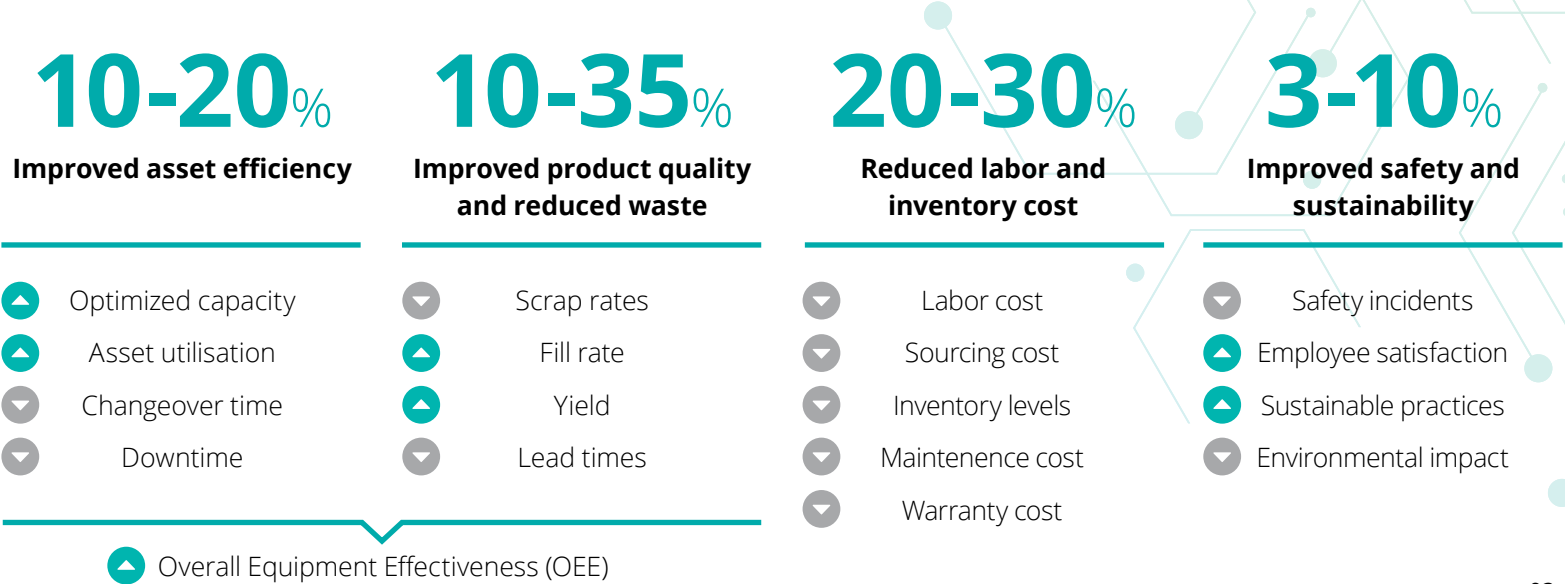 10-20%
Improved asset efficiency
Optimized capacity
Asset utilisation
Changeover time
Downtime
10-35%
Improved product quality
and reduced waste
Scrap rates
Fill rate
Yield
Lead times
Overall Equipment Effectiveness (OEE)
20-30%
Reduced labor and
inventory cost
Labor cost
Sourcing cost
Inventory levels
Maintenence cost
Warranty cost
3-10%
Improved safety and
sustainability
Safety incidents
Employee satisfaction
Sustainable practices
Environmental impact